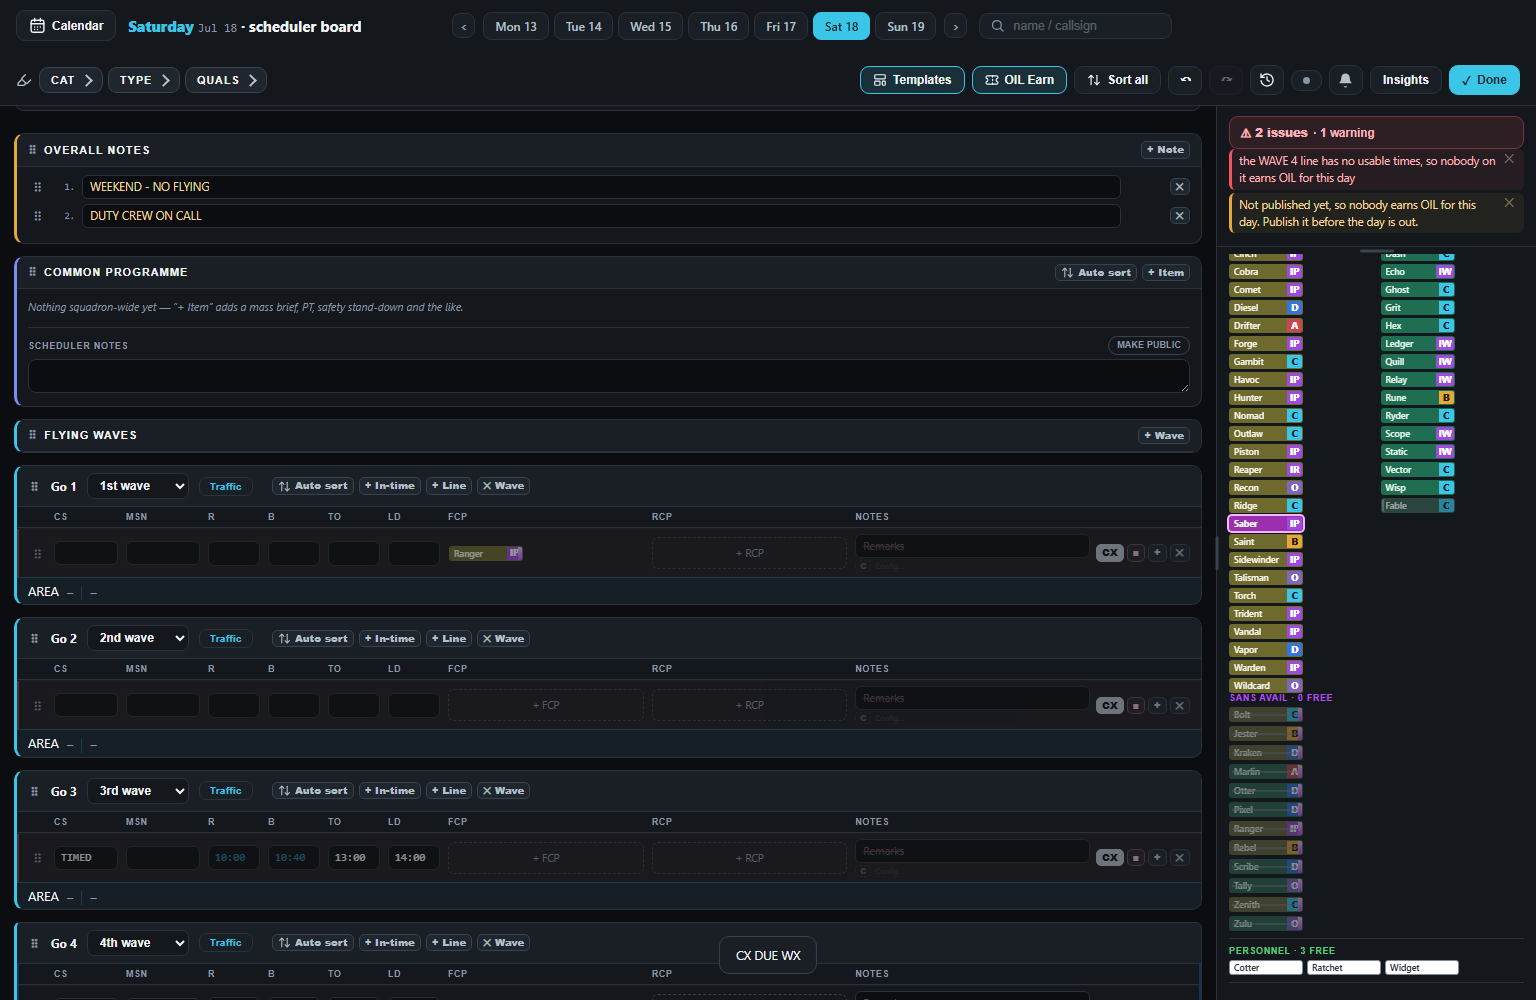 Calendar
Saturday Jul 18 · scheduler board
Mon 13
Tue 14
Wed 15
Thu 16
Fri 17
Sat 18
Sun 19
name / callsign
CAT
TYPE
QUALS
Templates
OIL Earn
Sort all
Insights
✓ Done
OVERALL NOTES
+ Note
1. WEEKEND - NO FLYING
2. DUTY CREW ON CALL
COMMON PROGRAMME
Auto sort
+ Item
Nothing squadron-wide yet — "+ Item" adds a mass brief, PT, safety stand-down and the like.
SCHEDULER NOTES
MAKE PUBLIC
FLYING WAVES
+ Wave
Go 1 1st wave Traffic Auto sort + In-time + Line X Wave
CS MSN R B TO LD FCP RCP NOTES
Ranger IP + RCP Remarks CX + X
C Config...
AREA – | –
Go 2 2nd wave Traffic Auto sort + In-time + Line X Wave
CS MSN R B TO LD FCP RCP NOTES
+ FCP + RCP Remarks CX + X
C Config...
AREA – | –
Go 3 3rd wave Traffic Auto sort + In-time + Line X Wave
CS MSN R B TO LD FCP RCP NOTES
TIMED 10:00 10:40 13:00 14:00 + FCP + RCP Remarks CX + X
C Config...
AREA – | –
Go 4 4th wave Traffic Auto sort + In-time + Line X Wave
CS MSN R B TO LD FCP RCP NOTES
CX DUE WX
⚠ 2 issues · 1 warning
the WAVE 4 line has no usable times, so nobody on
it earns OIL for this day
Not published yet, so nobody earns OIL for this
day. Publish it before the day is out.
Cinch IP
Cobra IP
Comet IP
Diesel D
Drifter A
Forge IP
Gambit C
Havoc IP
Hunter IP
Nomad C
Outlaw C
Piston IP
Reaper IR
Recon O
Ridge C
Saber IP
Saint B
Sidewinder IP
Talisman O
Torch C
Trident IP
Vandal IP
Vapor D
Warden IP
Wildcard O
Dash C
Echo IW
Ghost C
Grit C
Hex C
Ledger IW
Quill IW
Relay IW
Rune B
Ryder C
Scope IW
Static IW
Vector C
Wisp C
Fable C
SANS AVAIL · 0 FREE
Bolt C
Jester B
Kraken D
Marlin A
Otter D
Pixel D
Ranger IP
Rebel B
Scribe D
Tally O
Zenith C
Zulu O
PERSONNEL · 3 FREE
Cotter
Ratchet
Widget